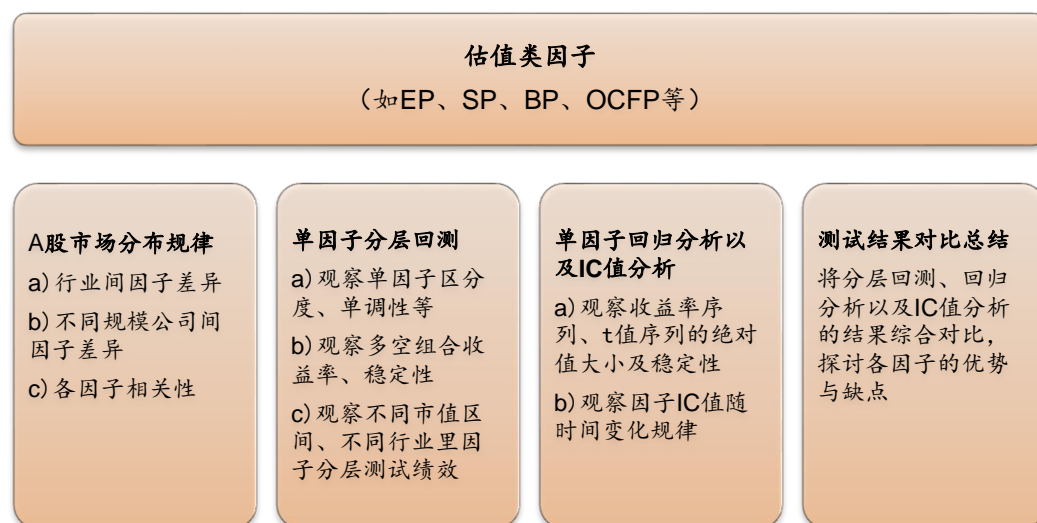 估值类因子
（如EP、SP、BP、OCFP等）
A股市场分布规律
a)行业间因子差异
b)不同规模公司间
因子差异
c)各因子相关性
单因子分层回测
a)观察单因子区分
度、单调性等
b)观察多空组合收
益率、稳定性
c)观察不同市值区
间、不同行业里因
子分层测试绩效
单因子回归分析以
及IC值分析
a)观察收益率序
列、t值序列的绝对
值大小及稳定性
b)观察因子IC值随
时间变化规律
测试结果对比总结
将分层回测、回归
分析以及IC值分析
的结果综合对比，
探讨各因子的优势
与缺点